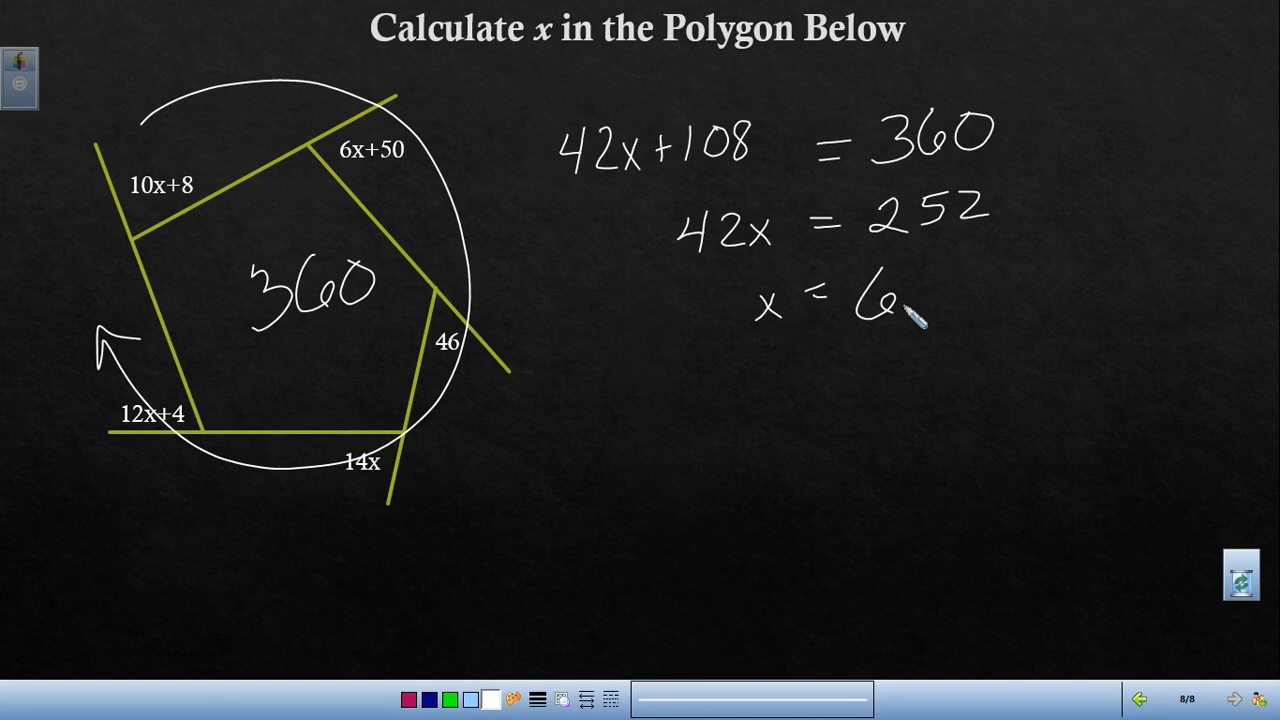 Calculate x in the Polygon Below
6x+50
10x+8
360
46
12x+4
14x
42x+108 = 360
42x = 252
x = 6
8/8